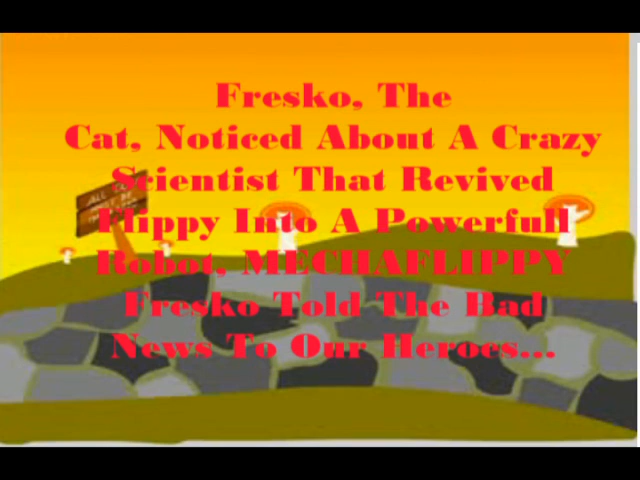 Fresko, The
Cat, Noticed About A Crazy
Scientist That Revived
Flippy Into A Powerfull
Robot, MECHAFLIPPY
Fresko Told The Bad
News To Our Heroes...
ALL